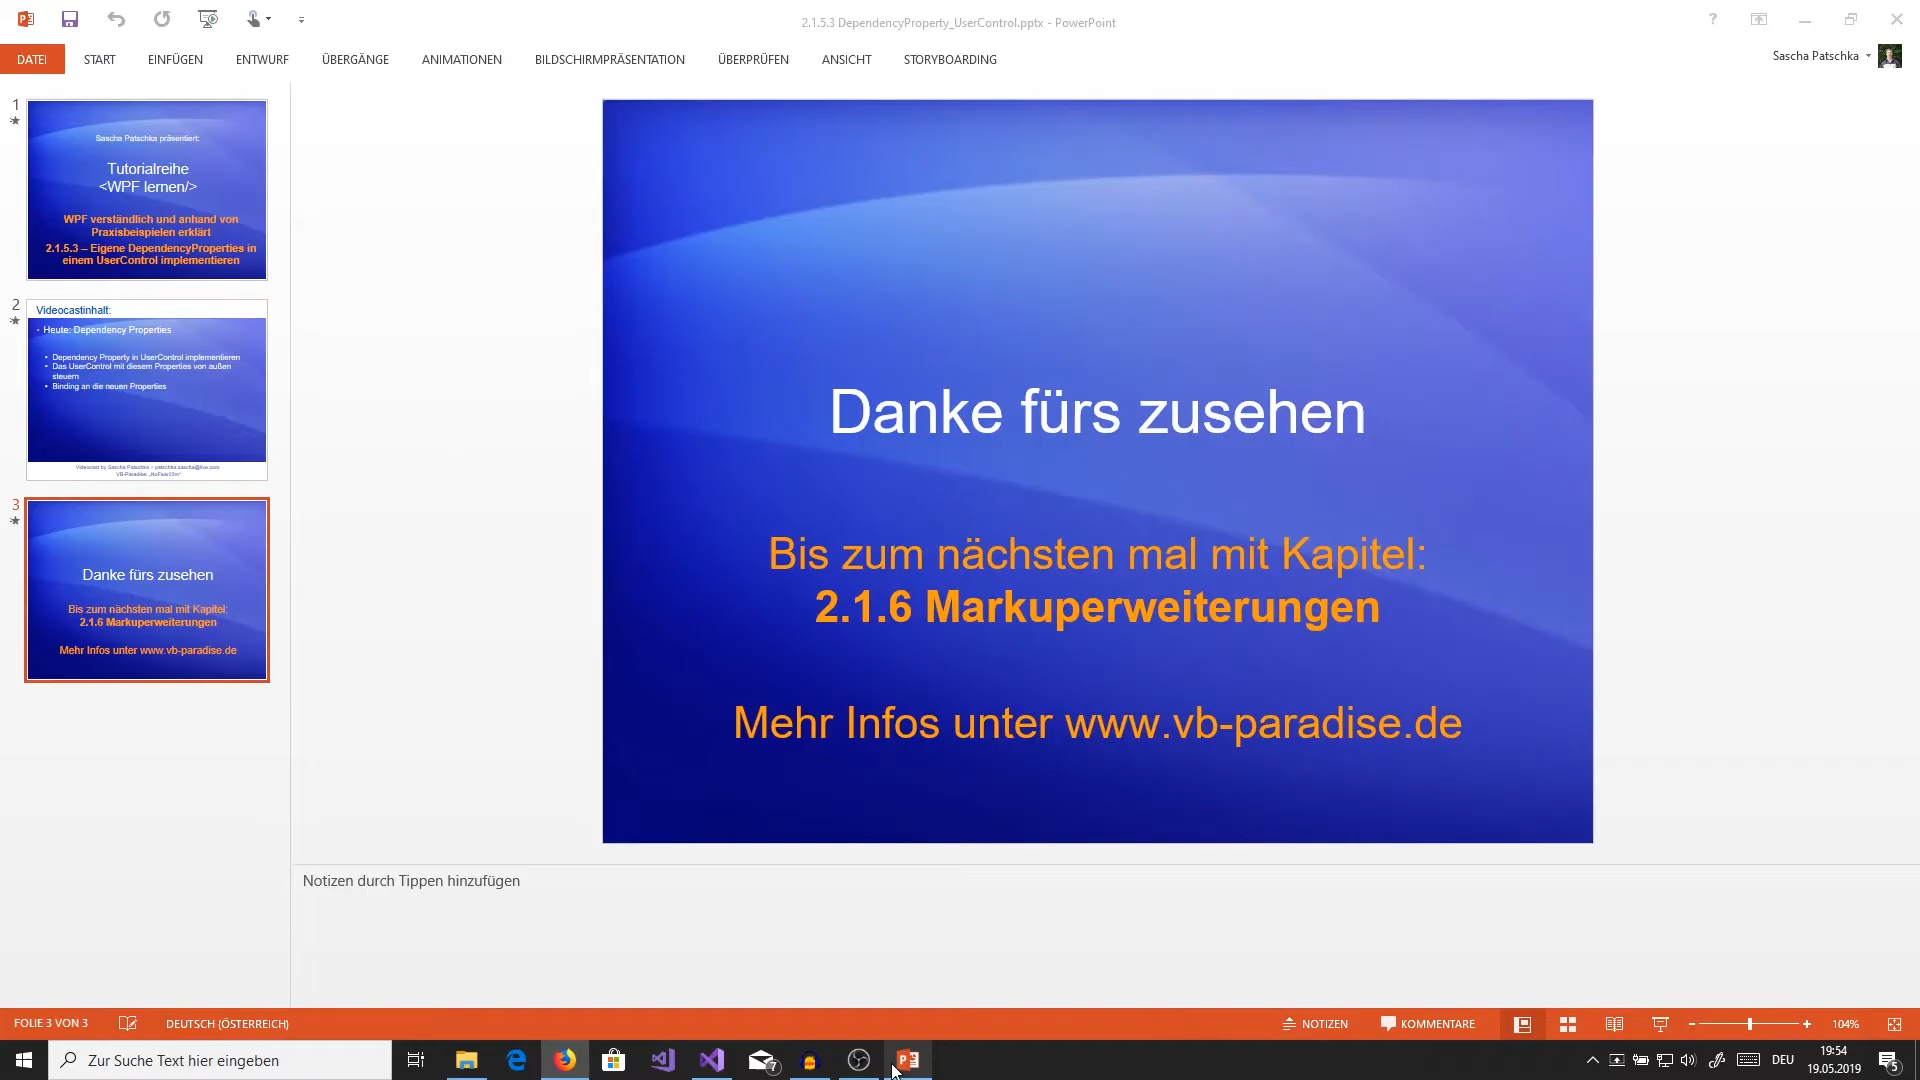 2.1.5.3 DependencyProperty_UserControl.pptx - PowerPoint
?
DATEI START EINFÜGEN ENTWURF ÜBERGÄNGE ANIMATIONEN BILDSCHIRMPRÄSENTATION ÜBERPRÜFEN ANSICHT STORYBOARDING
Sascha Patschka
1
Sascha Patschka präsentiert:
Tutorialreihe
<WPF lernen/>
WPF verständlich und anhand von
Praxisbeispielen erklärt
2.1.5.3 – Eigene DependencyProperties in
einem UserControl implementieren
2
Videocastinhalt:
- Heute: Dependency Properties
• Dependency Property in UserControl implementieren
• Das UserControl mit diesem Properties von außen
steuern
• Binding an die neuen Properties
Videocast by Sascha Patschka – patschka.sascha@live.com
3
Danke fürs zusehen
Bis zum nächsten mal mit Kapitel:
2.1.6 Markuperweiterungen
Mehr Infos unter www.vb-paradise.de
Danke fürs zusehen
Bis zum nächsten mal mit Kapitel:
2.1.6 Markuperweiterungen
Mehr Infos unter www.vb-paradise.de
Notizen durch Tippen hinzufügen
FOLIE 3 VON 3 DEUTSCH (ÖSTERREICH) NOTIZEN KOMMENTARE 104%
Zur Suche Text hier eingeben
7
DEU
19:54
19.05.2019
5